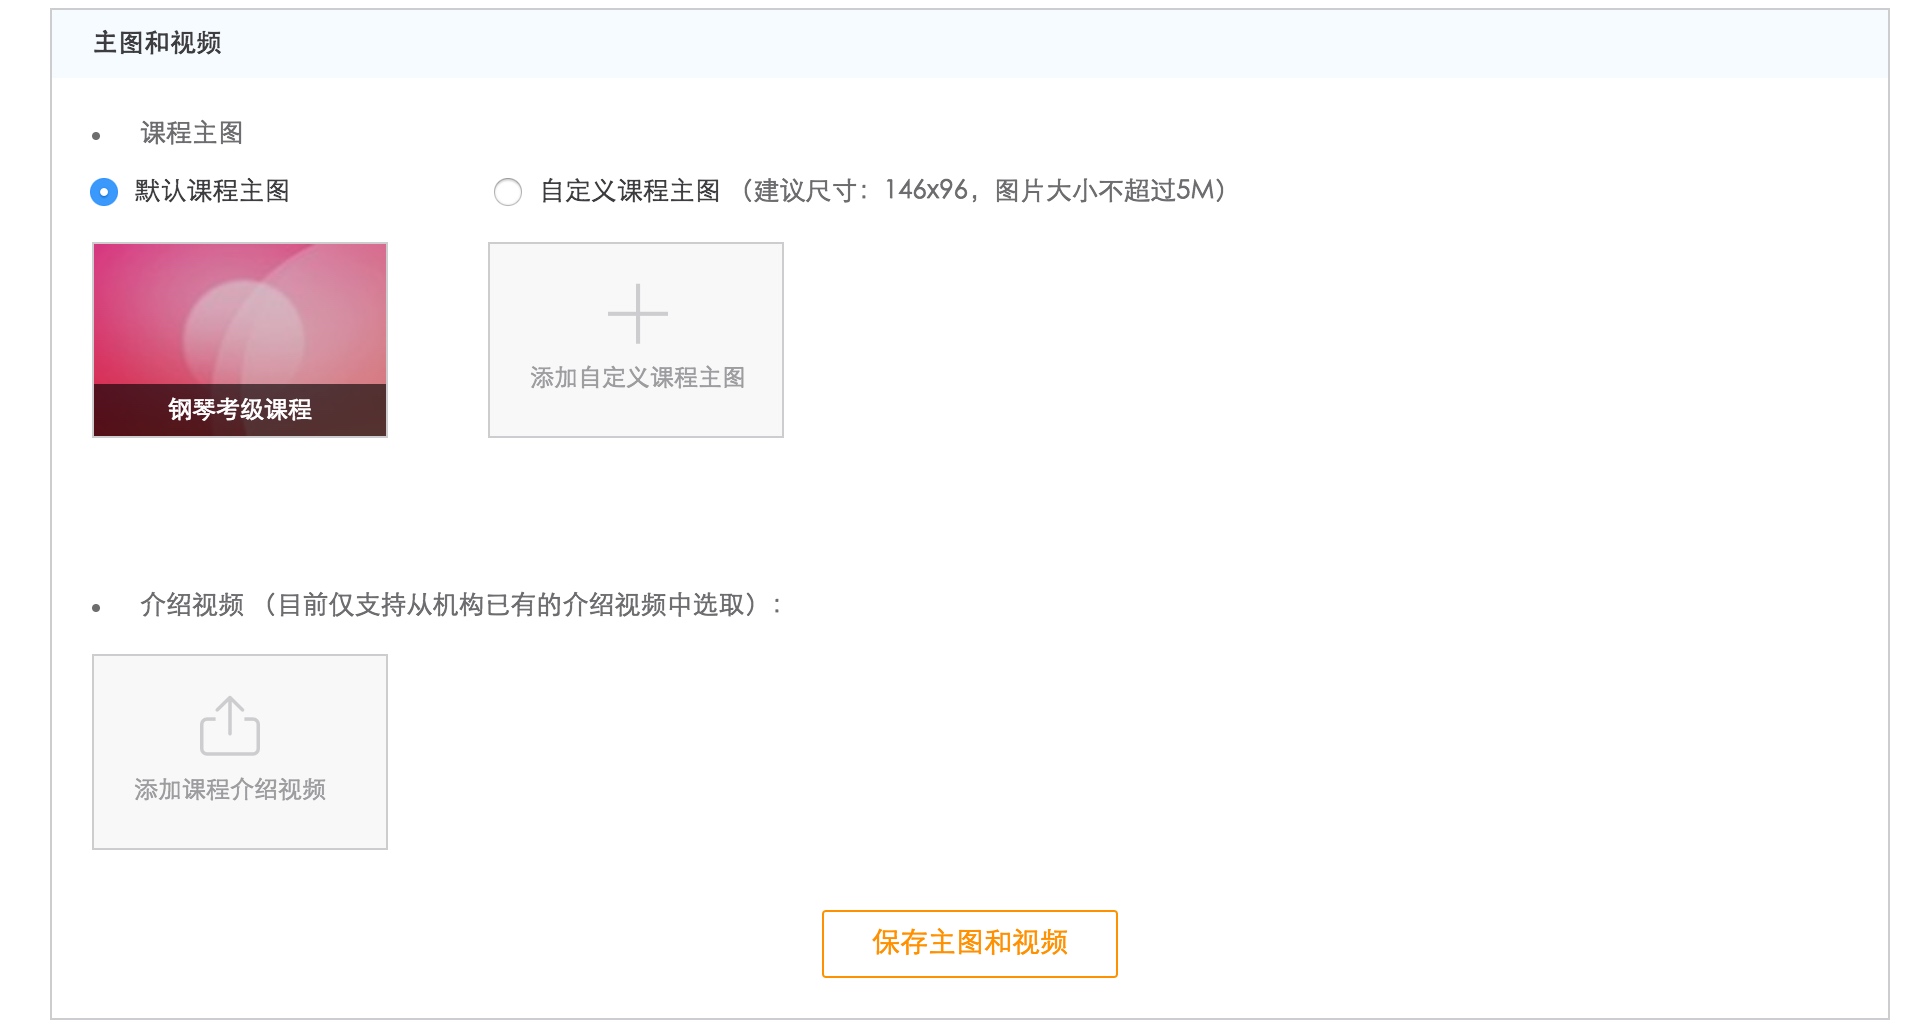 主图和视频
• 课程主图
默认课程主图
自定义课程主图 （建议尺寸：146x96，图片大小不超过5M）
钢琴考级课程
添加自定义课程主图
• 介绍视频 （目前仅支持从机构已有的介绍视频中选取）：
添加课程介绍视频
保存主图和视频